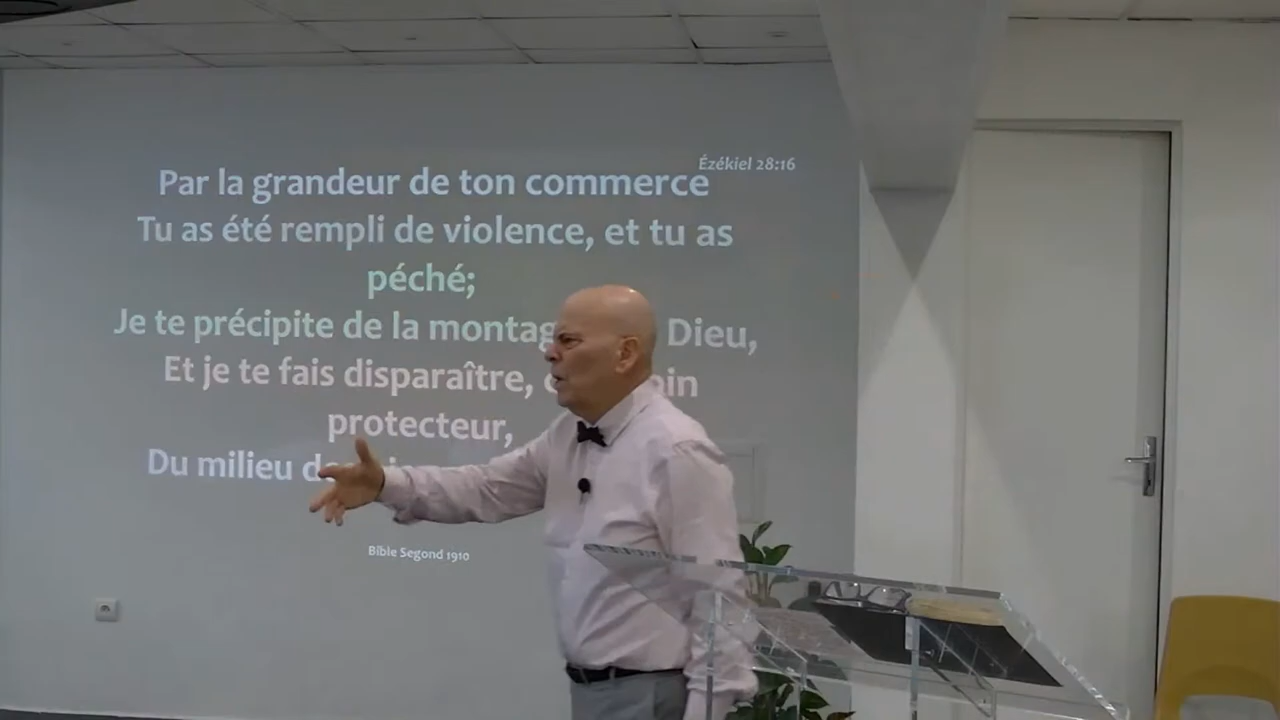 Ézékiel 28:16
Par la grandeur de ton commerce
Tu as été rempli de violence, et tu as
péché;
Je te précipite de la Dieu,
Et je te fais disparaître,
protecteur,
Du milieu
Bible Segond 1910